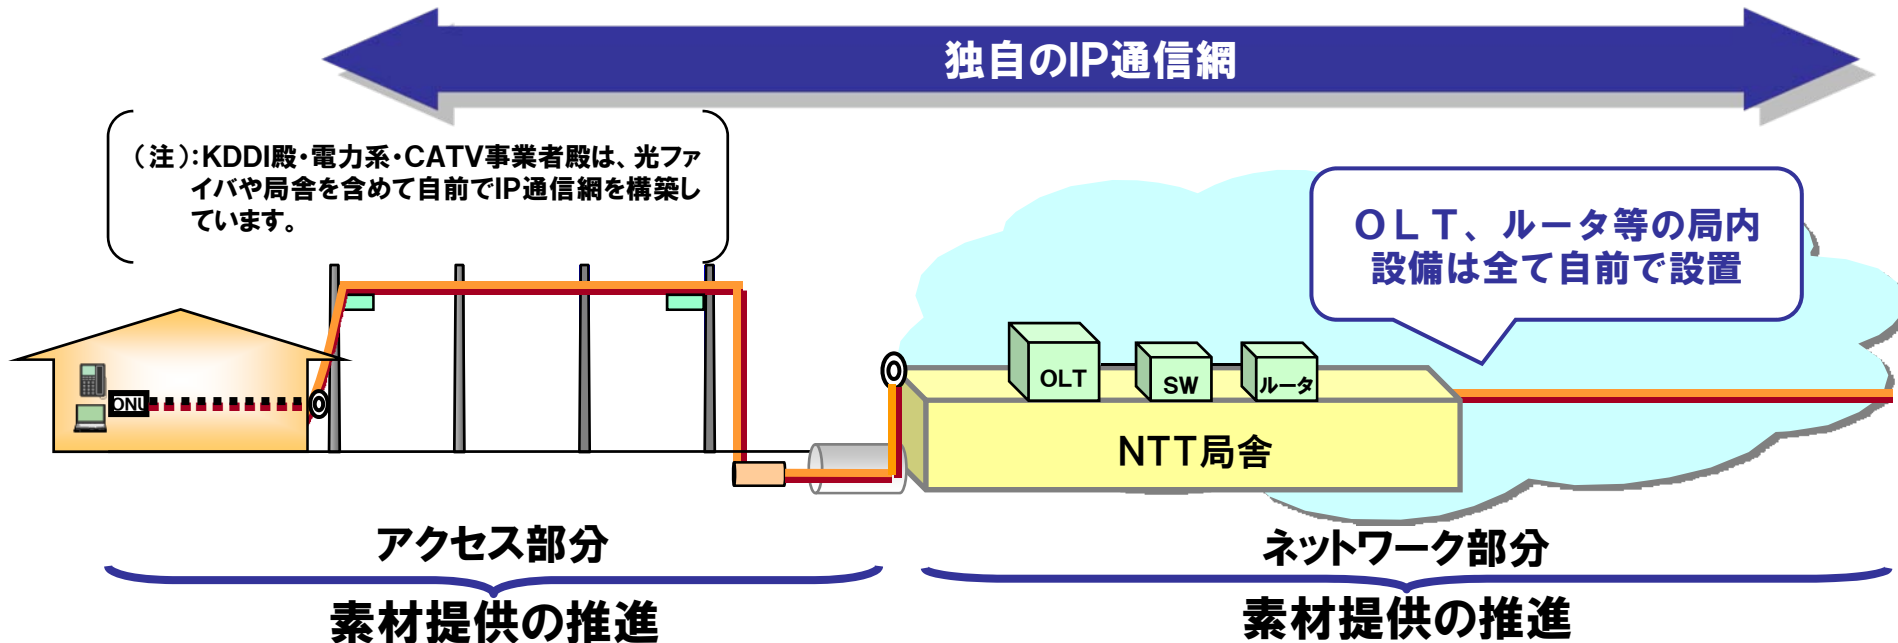 独自のIP通信網
（注）：KDDI殿・電力系・CATV事業者殿は、光ファ
イバや局舎を含めて自前でIP通信網を構築し
ています。
ＯＬＴ、ルータ等の局内
設備は全て自前で設置
OLT
SW
ルータ
ONU
NTT局舎
アクセス部分
ネットワーク部分
素材提供の推進
素材提供の推進